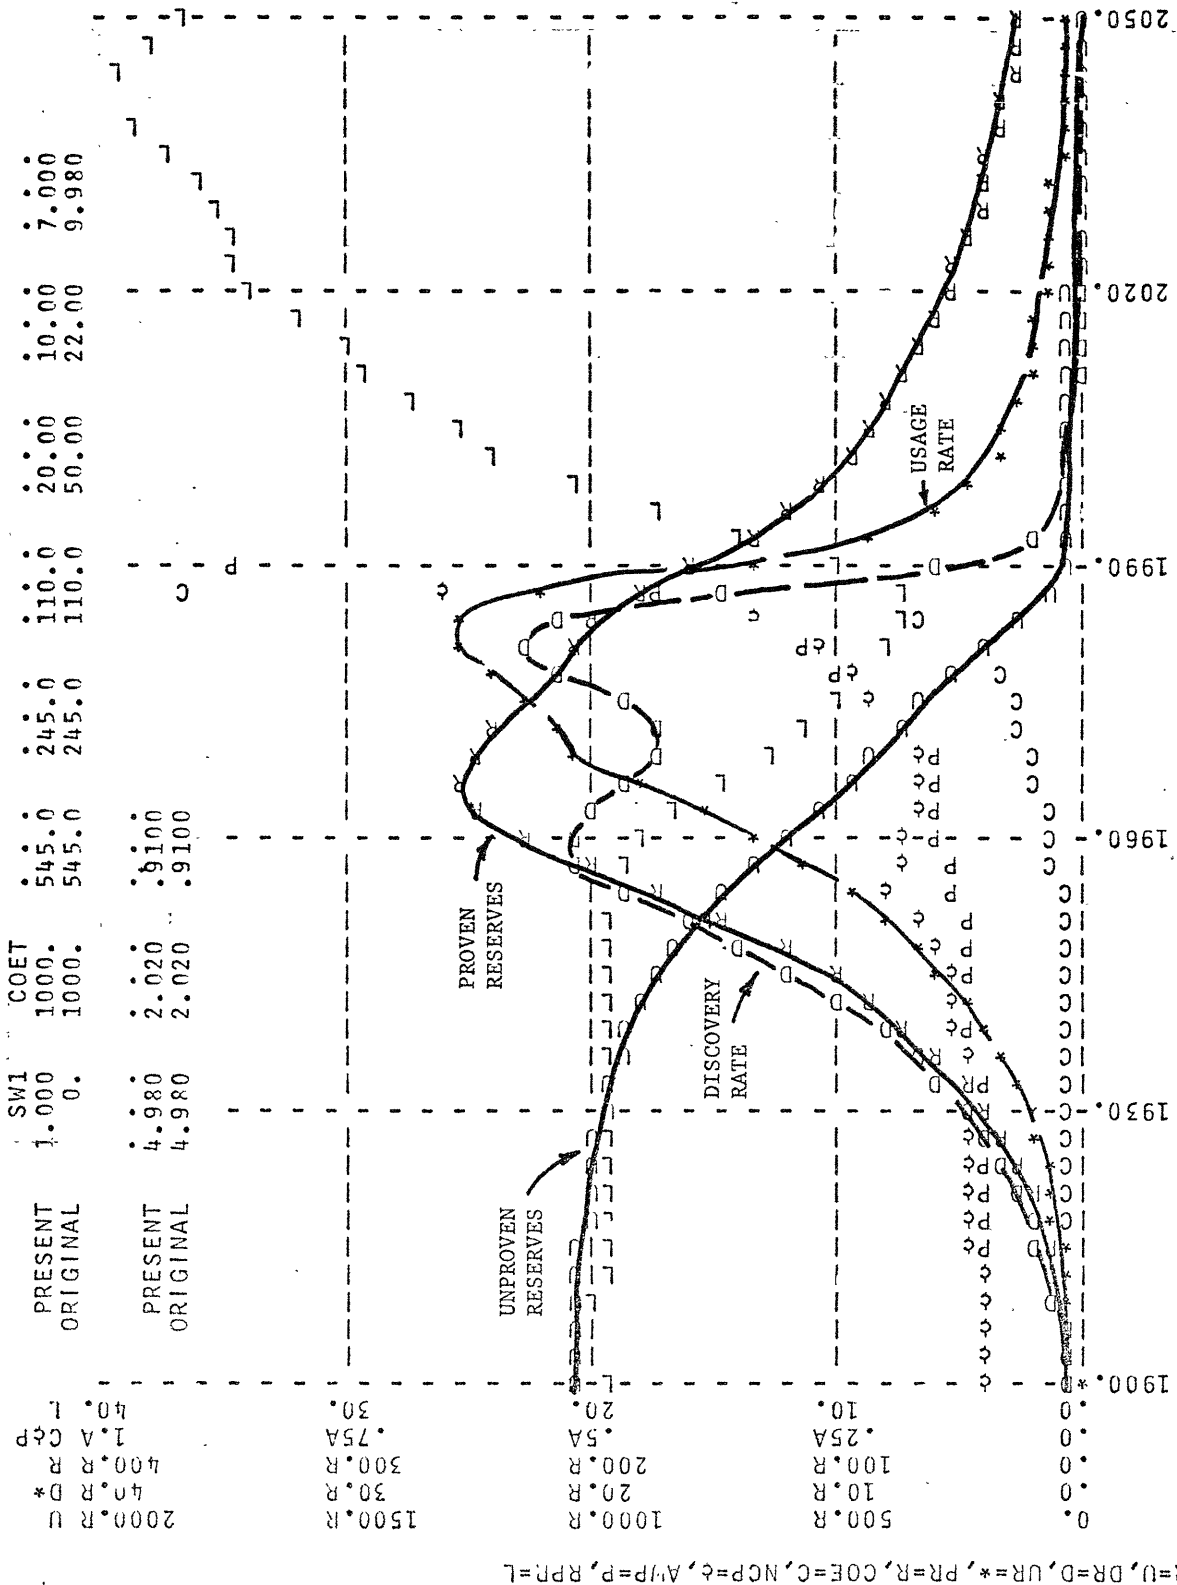 SW1 COET
PRESENT 1.000 1000. 545.0 245.0 110.0 20.00 10.00 7.000
ORIGINAL 0. 1000. 545.0 245.0 110.0 50.00 22.00 9.980
PRESENT 4.980 2.020 .9100
ORIGINAL 4.980 2.020 .9100
=U,DR=D,UR=*,PR=R,COE=C,NCP=¢,AMP=P,RPR=L
0. 500.R 1000.R 1500.R 2000.R U
.0 10.R 20.R 30.R 40.R D*
.0 100.R 200.R 300.R 400.R R
.0 .25A .5A .75A 1.A C¢P
.0 10. 20. 30. 40. L
1900.
1930.
1960.
1990.
2020.
2050.
UNPROVEN
RESERVES
PROVEN
RESERVES
DISCOVERY
RATE
USAGE
RATE